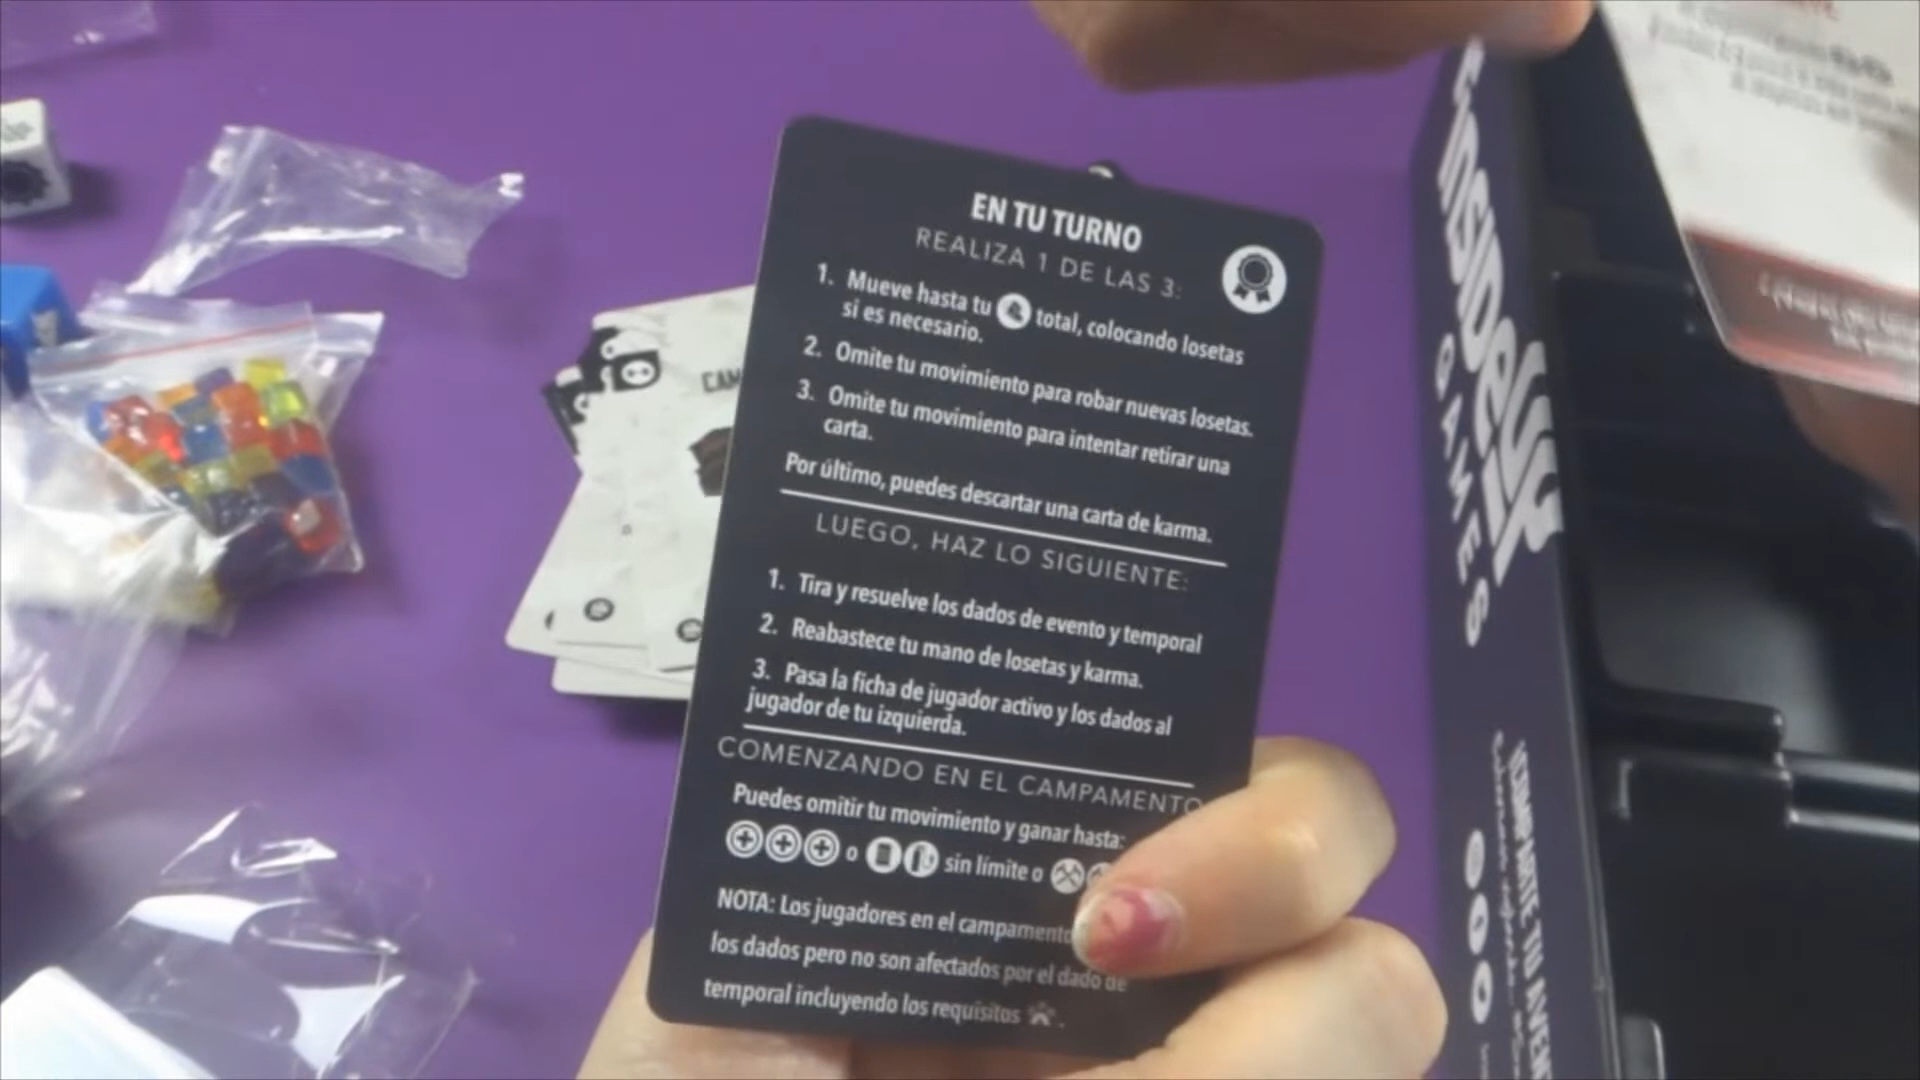 EN TU TURNO
REALIZA 1 DE LAS 3:
1. Mueve hasta tu total, colocando losetas
si es necesario.
2. Omite tu movimiento para robar nuevas losetas.
3. Omite tu movimiento para intentar retirar una
carta.
Por último, puedes descartar una carta de karma.
LUEGO, HAZ LO SIGUIENTE:
1. Tira y resuelve los dados de evento y temporal
2. Reabastece tu mano de losetas y karma.
3. Pasa la ficha de jugador activo y los dados al
jugador de tu izquierda.
COMENZANDO EN EL CAMPAMENTO
Puedes omitir tu movimiento y ganar hasta:
o sin límite o
NOTA: Los jugadores en el campamento
los dados pero no son afectados por el dado de
temporal incluyendo los requisitos .
CAM
GAMES
COMPARTE TU